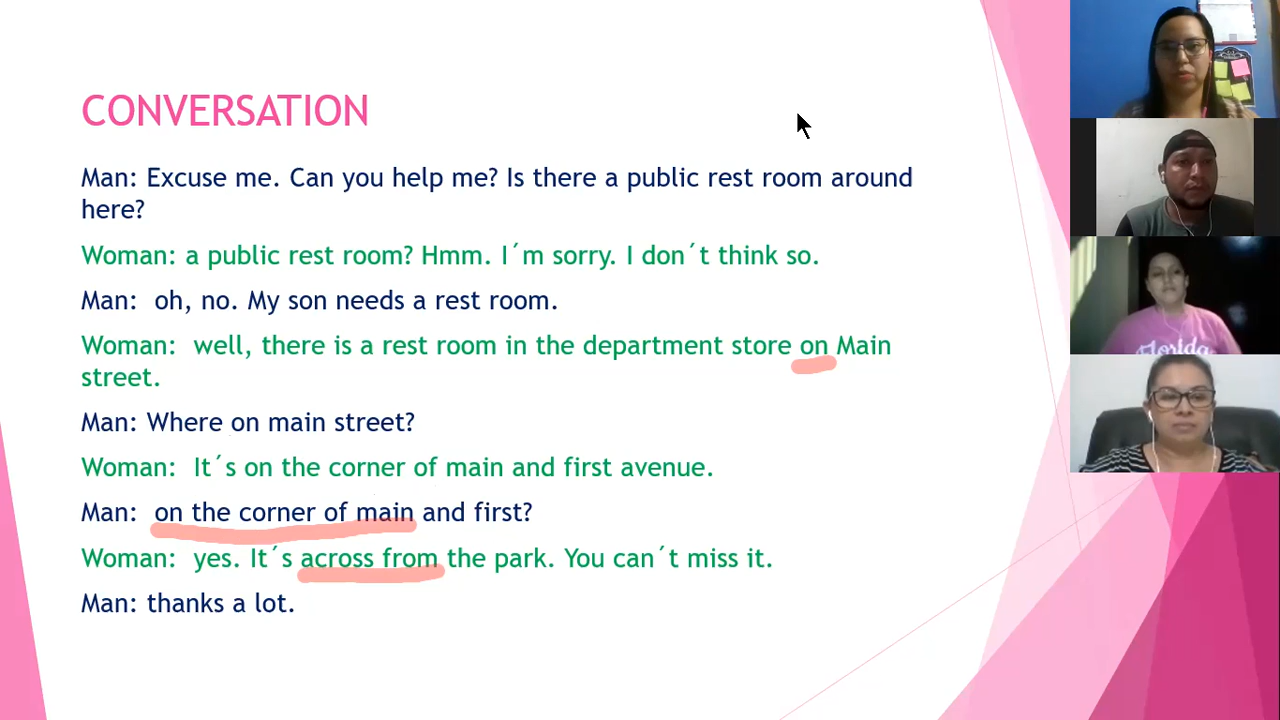 CONVERSATION
Man: Excuse me. Can you help me? Is there a public rest room around
here?
Woman: a public rest room? Hmm. I´m sorry. I don´t think so.
Man: oh, no. My son needs a rest room.
Woman: well, there is a rest room in the department store on Main
street.
Man: Where on main street?
Woman: It´s on the corner of main and first avenue.
Man: on the corner of main and first?
Woman: yes. It´s across from the park. You can´t miss it.
Man: thanks a lot.
Florida